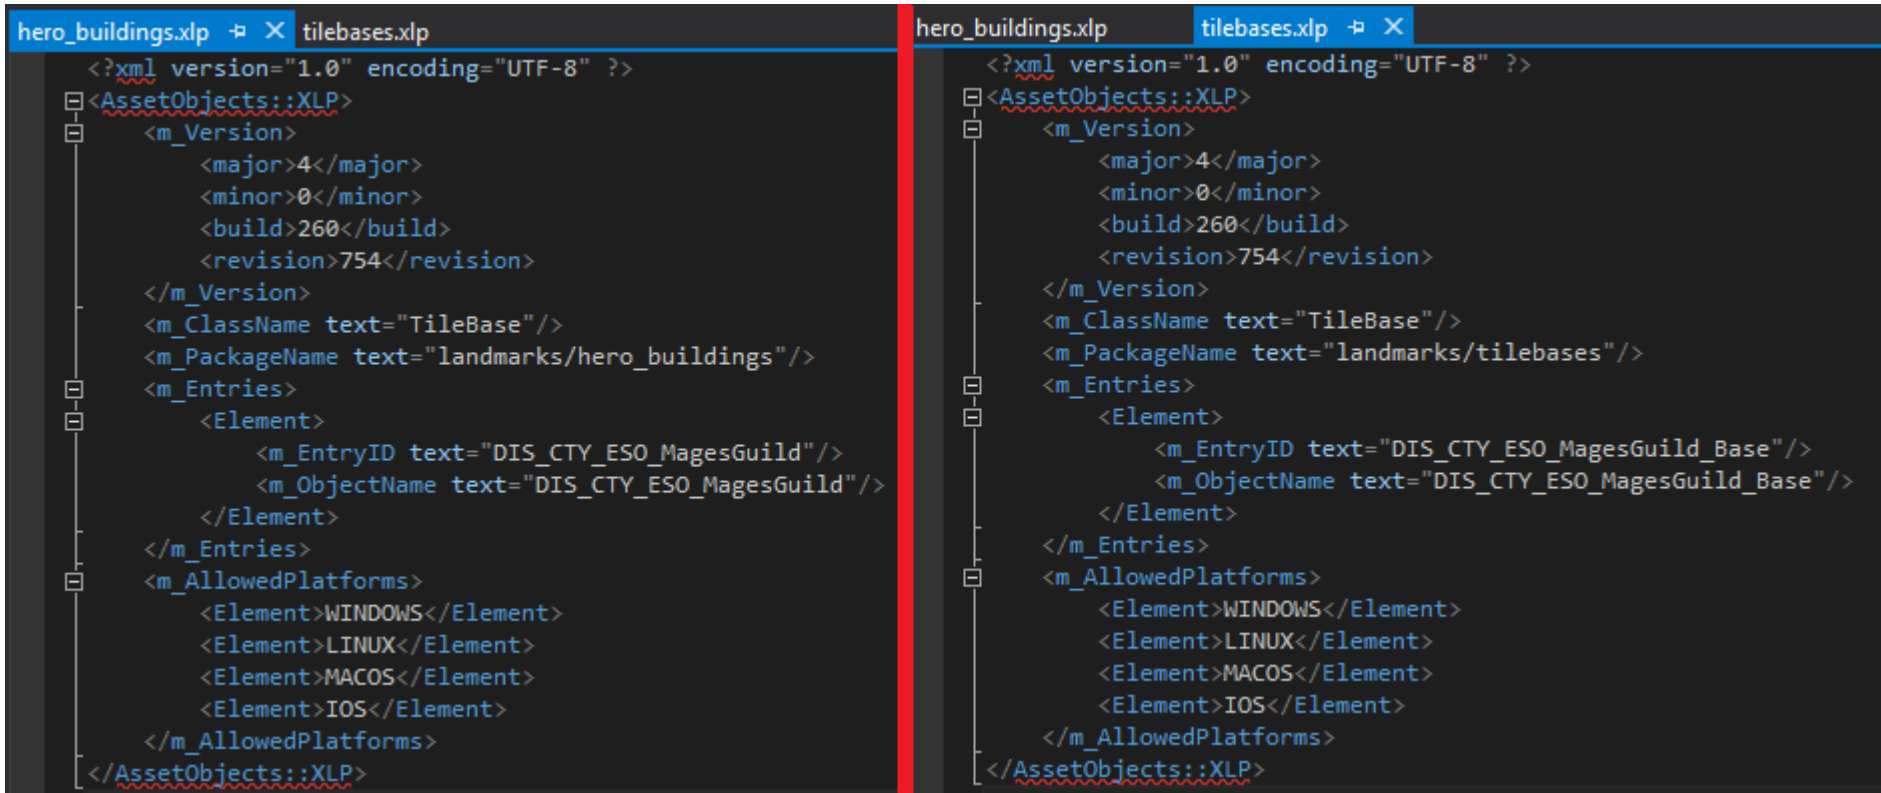 hero_buildings.xlp tilebases.xlp
<?xml version="1.0" encoding="UTF-8" ?>
<AssetObjects::XLP>
<m_Version>
<major>4</major>
<minor>0</minor>
<build>260</build>
<revision>754</revision>
</m_Version>
<m_ClassName text="TileBase"/>
<m_PackageName text="landmarks/hero_buildings"/>
<m_Entries>
<Element>
<m_EntryID text="DIS_CTY_ESO_MagesGuild"/>
<m_ObjectName text="DIS_CTY_ESO_MagesGuild"/>
</Element>
</m_Entries>
<m_AllowedPlatforms>
<Element>WINDOWS</Element>
<Element>LINUX</Element>
<Element>MACOS</Element>
<Element>IOS</Element>
</m_AllowedPlatforms>
</AssetObjects::XLP>
hero_buildings.xlp tilebases.xlp
<?xml version="1.0" encoding="UTF-8" ?>
<AssetObjects::XLP>
<m_Version>
<major>4</major>
<minor>0</minor>
<build>260</build>
<revision>754</revision>
</m_Version>
<m_ClassName text="TileBase"/>
<m_PackageName text="landmarks/tilebases"/>
<m_Entries>
<Element>
<m_EntryID text="DIS_CTY_ESO_MagesGuild_Base"/>
<m_ObjectName text="DIS_CTY_ESO_MagesGuild_Base"/>
</Element>
</m_Entries>
<m_AllowedPlatforms>
<Element>WINDOWS</Element>
<Element>LINUX</Element>
<Element>MACOS</Element>
<Element>IOS</Element>
</m_AllowedPlatforms>
</AssetObjects::XLP>